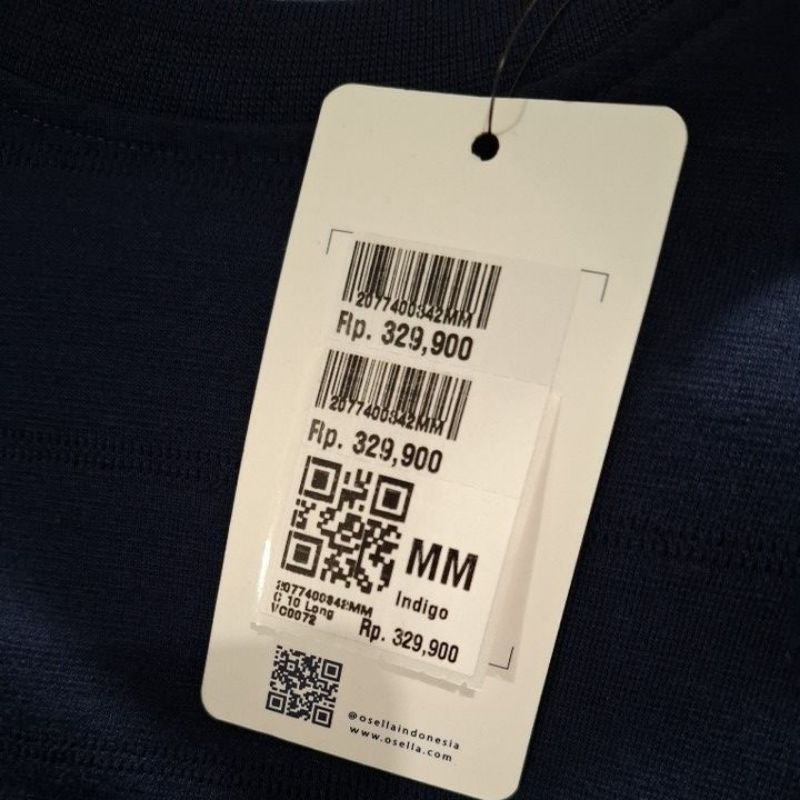 2077400342MM
Rp. 329,900
2077400342MM
Rp. 329,900
MM
Indigo
2077400342MM
C 10 Long
VC0072
Rp. 329,900
@osellaindonesia
www.osella.com